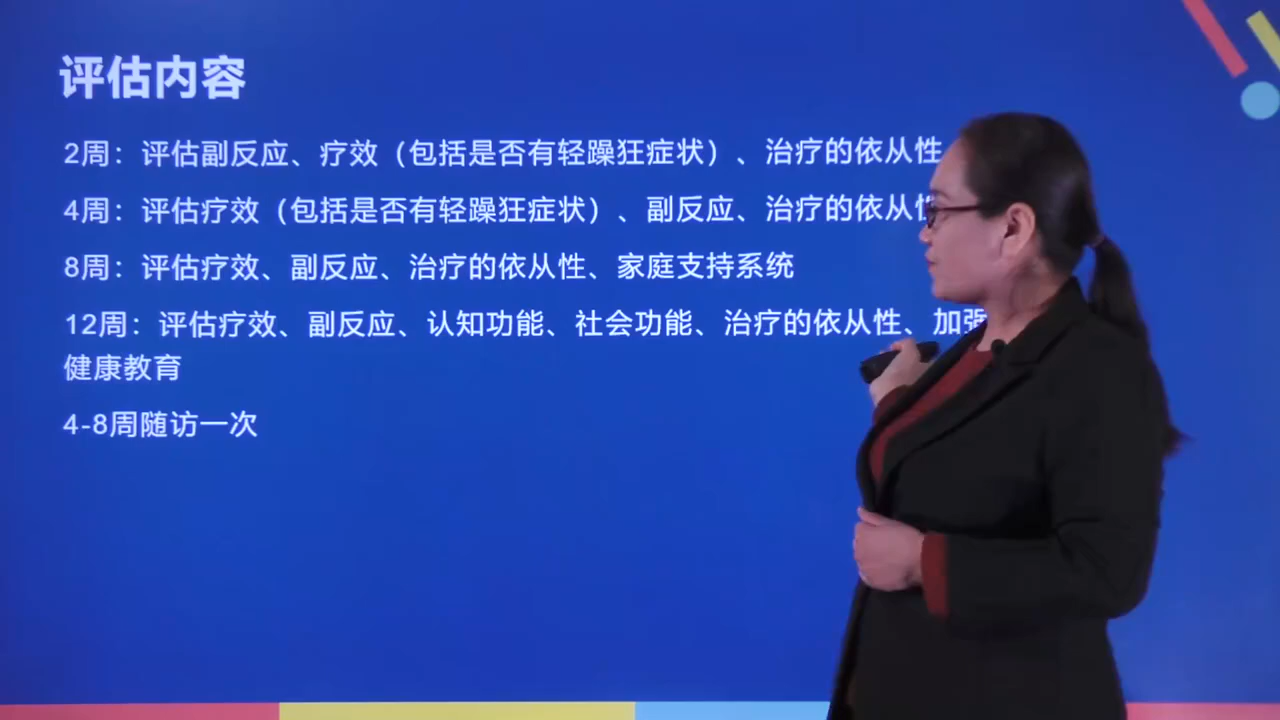 评估内容
2周：评估副反应、疗效（包括是否有轻躁狂症状）、治疗的依从性
4周：评估疗效（包括是否有轻躁狂症状）、副反应、治疗的依从性
8周：评估疗效、副反应、治疗的依从性、家庭支持系统
12周：评估疗效、副反应、认知功能、社会功能、治疗的依从性、加强
健康教育
4-8周随访一次